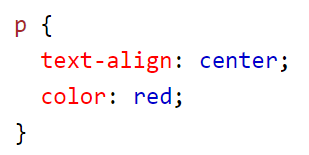 p {
  text-align: center;
  color: red;
}